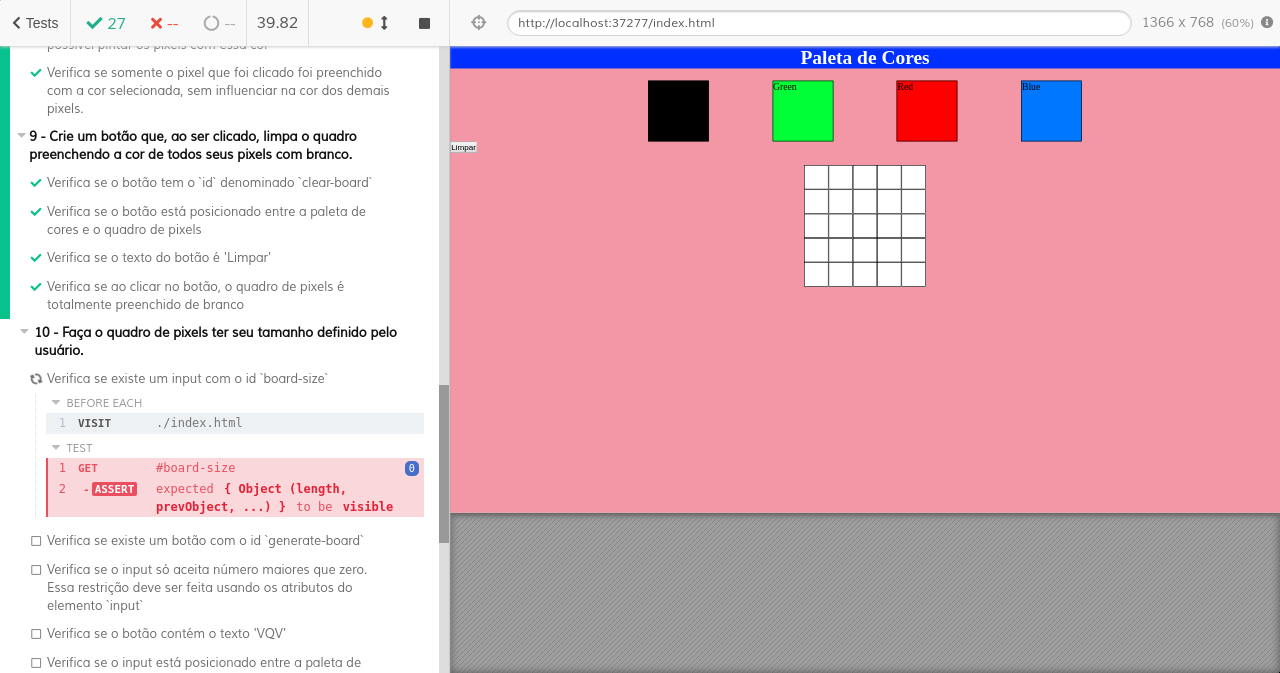 Tests
27
--
--
39.82
http://localhost:37277/index.html
1366 x 768 (60%)
possível pintar os pixels com essa cor
Verifica se somente o pixel que foi clicado foi preenchido
com a cor selecionada, sem influenciar na cor dos demais
pixels.
9 - Crie um botão que, ao ser clicado, limpa o quadro
preenchendo a cor de todos seus pixels com branco.
Verifica se o botão tem o `id` denominado `clear-board`
Verifica se o botão está posicionado entre a paleta de
cores e o quadro de pixels
Verifica se o texto do botão é 'Limpar'
Verifica se ao clicar no botão, o quadro de pixels é
totalmente preenchido de branco
10 - Faça o quadro de pixels ter seu tamanho definido pelo
usuário.
Verifica se existe um input com o id `board-size`
BEFORE EACH
1 VISIT ./index.html
TEST
1 GET #board-size 0
2 -ASSERT expected { Object (length,
prevObject, ...) } to be visible
Verifica se existe um botão com o id `generate-board`
Verifica se o input só aceita número maiores que zero.
Essa restrição deve ser feita usando os atributos do
elemento `input`
Verifica se o botão contém o texto 'VQV'
Verifica se o input está posicionado entre a paleta de
Paleta de Cores
Green
Red
Blue
Limpar